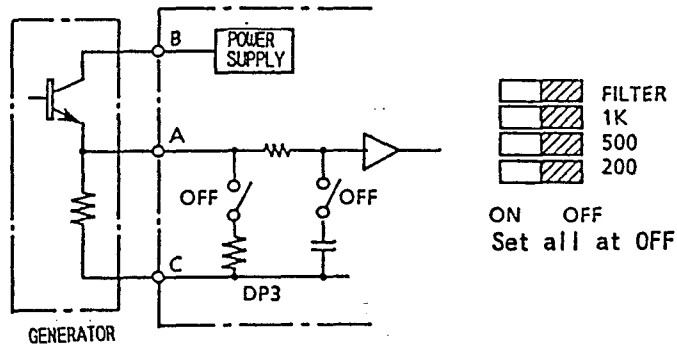 B
POWER
SUPPLY
FILTER
1K
500
200
A
OFF
OFF
ON OFF
Set all at OFF
C
DP3
GENERATOR